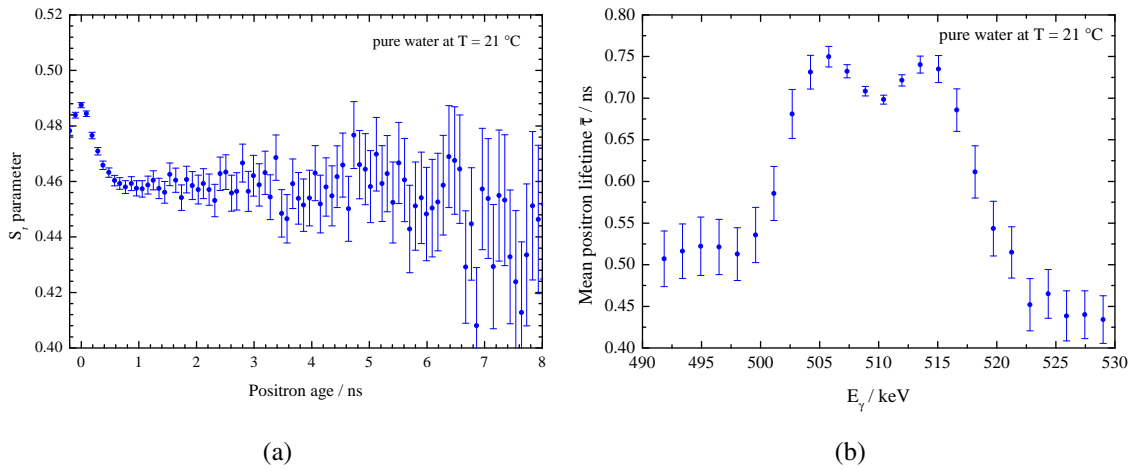 pure water at T = 21 °C
0.50
0.48
0.46
0.44
0.42
0.40
S_t parameter
0 1 2 3 4 5 6 7 8
Positron age / ns
(a)
pure water at T = 21 °C
0.80
0.75
0.70
0.65
0.60
0.55
0.50
0.45
0.40
Mean positron lifetime τ̄ / ns
490 495 500 505 510 515 520 525 530
E_γ / keV
(b)